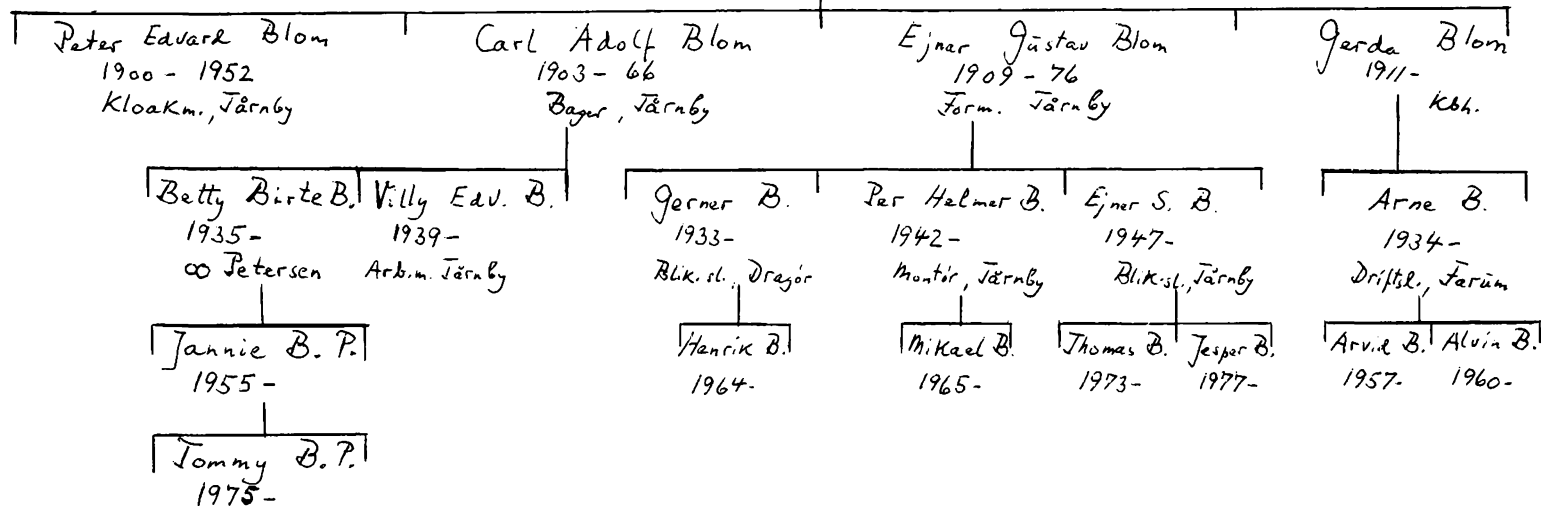 Peter Edvard Blom
1900 - 1952
Kloakm., Tårnby
Carl Adolf Blom
1903 - 66
Bager, Tårnby
Ejnar Gustav Blom
1909 - 76
Form. Tårnby
Gerda Blom
1911-
Kbh.
Betty Birte B.
1935-
∞ Petersen
Villy Edv. B.
1939-
Arb.m. Tårnby
Gerner B.
1933-
Blik.sl., Dragór
Per Helmer B.
1942-
Montór, Tårnby
Ejner S. B.
1947-
Blik.sl., Tårnby
Arne B.
1934-
Driftsl., Farum
Jannie B. P.
1955-
Henrik B.
1964-
Mikael B.
1965-
Thomas B.
1973-
Jesper B.
1977-
Arvid B.
1957-
Alvin B.
1960-
Tommy B. P.
1975-